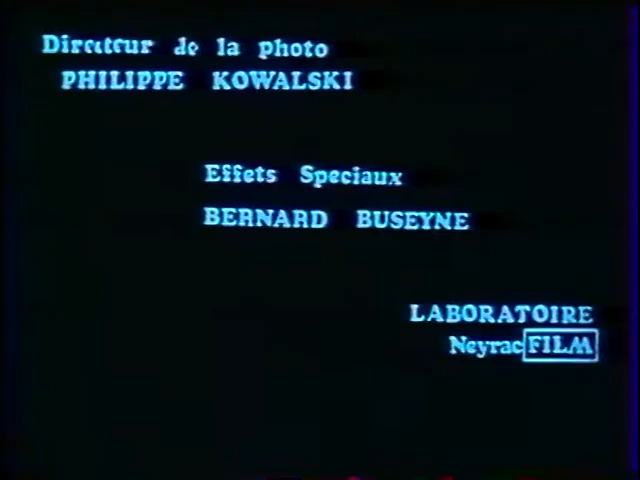 Directeur de la photo
PHILIPPE KOWALSKI
Effets Speciaux
BERNARD BUSEYNE
LABORATOIRE
Neyrac FILM